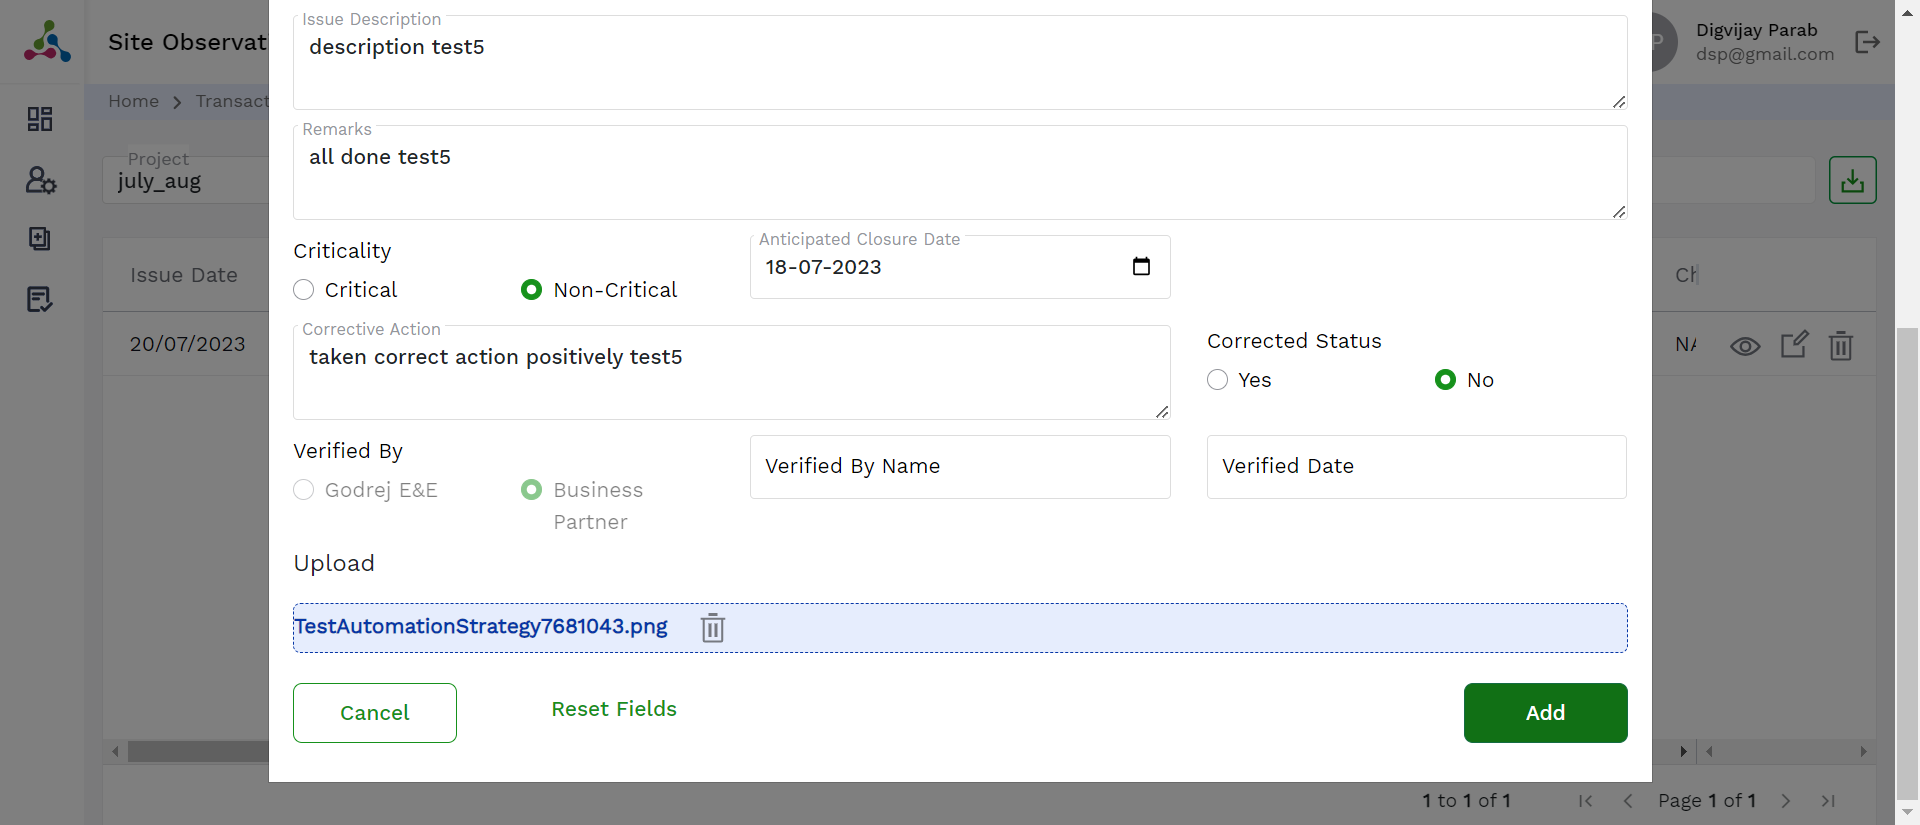 Site Observat
P
Digvijay Parab
dsp@gmail.com
Home
Transact
Project
july_aug
Issue Date
Ch
20/07/2023
NA
Issue Description
description test5
Remarks
all done test5
Criticality
Critical
Non-Critical
Anticipated Closure Date
18-07-2023
Corrective Action
taken correct action positively test5
Corrected Status
Yes
No
Verified By
Godrej E&E
Business
Partner
Verified By Name
Verified Date
Upload
TestAutomationStrategy7681043.png
Cancel
Reset Fields
Add
1 to 1 of 1
Page 1 of 1